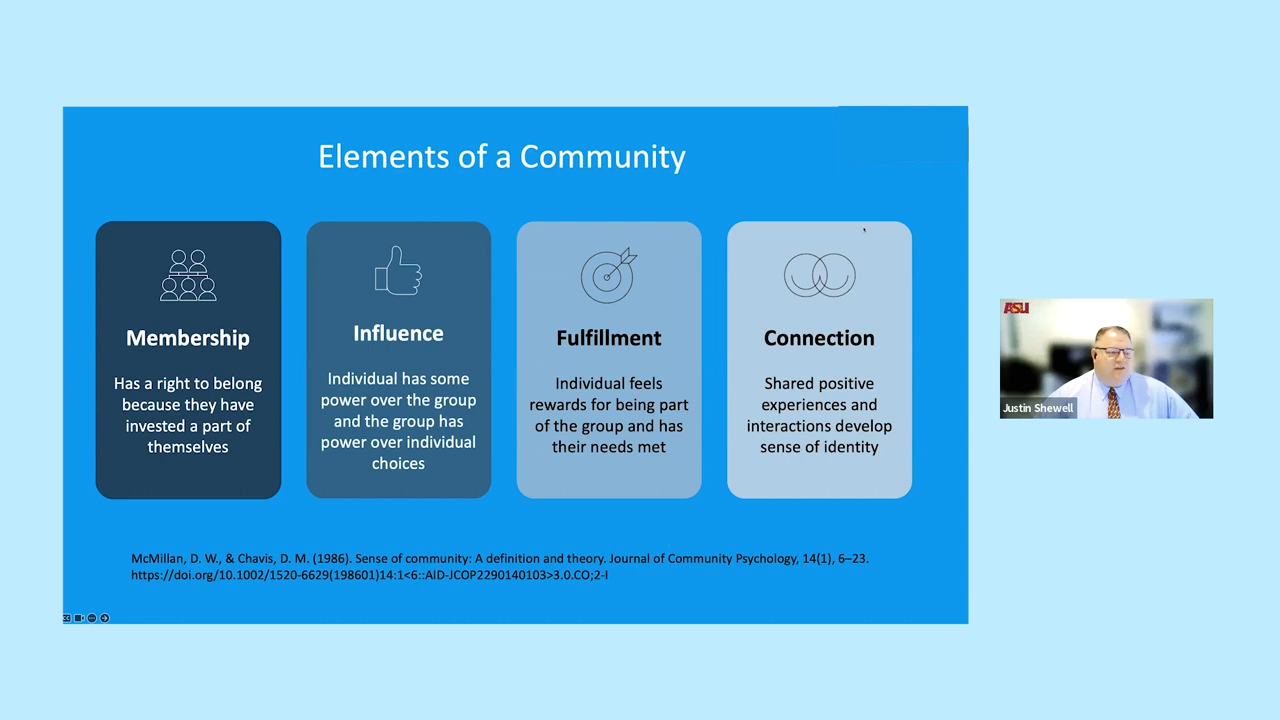 Elements of a Community
Membership
Has a right to belong
because they have
invested a part of
themselves
Influence
Individual has some
power over the group
and the group has
power over individual
choices
Fulfillment
Individual feels
rewards for being part
of the group and has
their needs met
Connection
Shared positive
experiences and
interactions develop
sense of identity
McMillan, D. W., & Chavis, D. M. (1986). Sense of community: A definition and theory. Journal of Community Psychology, 14(1), 6–23.
https://doi.org/10.1002/1520-6629(198601)14:1<6::AID-JCOP2290140103>3.0.CO;2-I
ASU
Justin Shewell